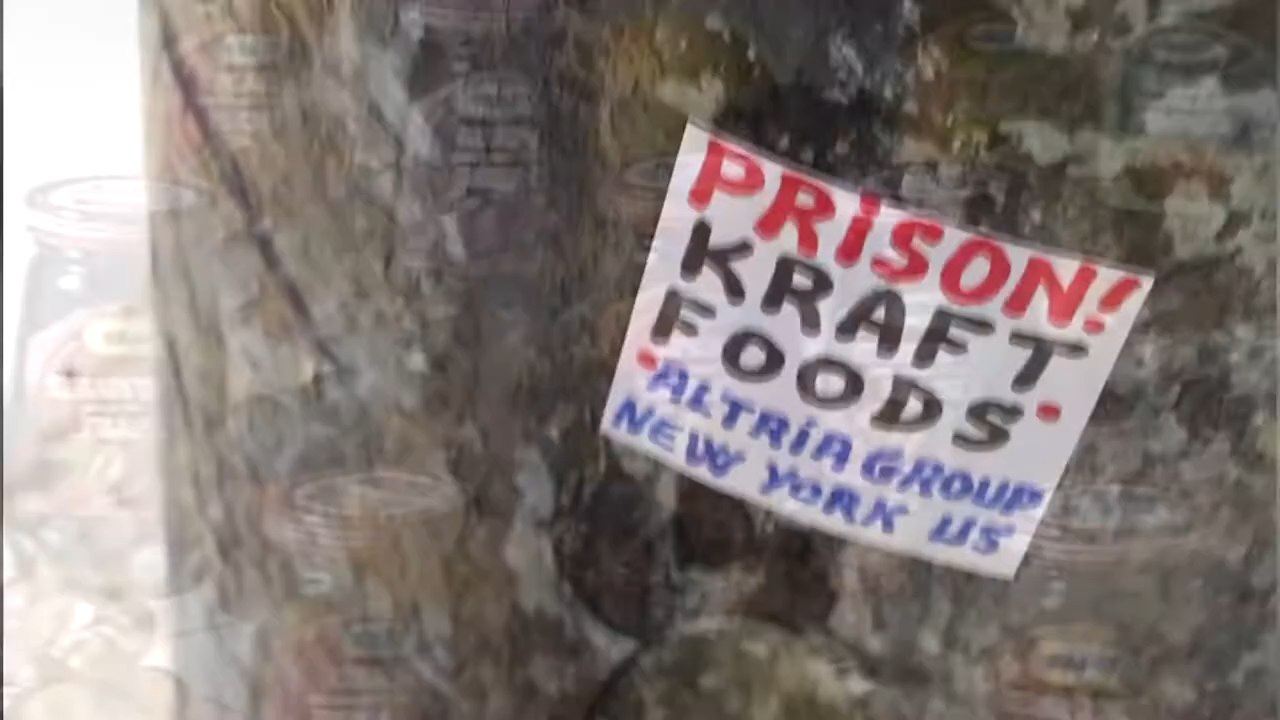 PRiSON!
KRAFT
FOODS
ALTRiA GROUP
NEW YORK US